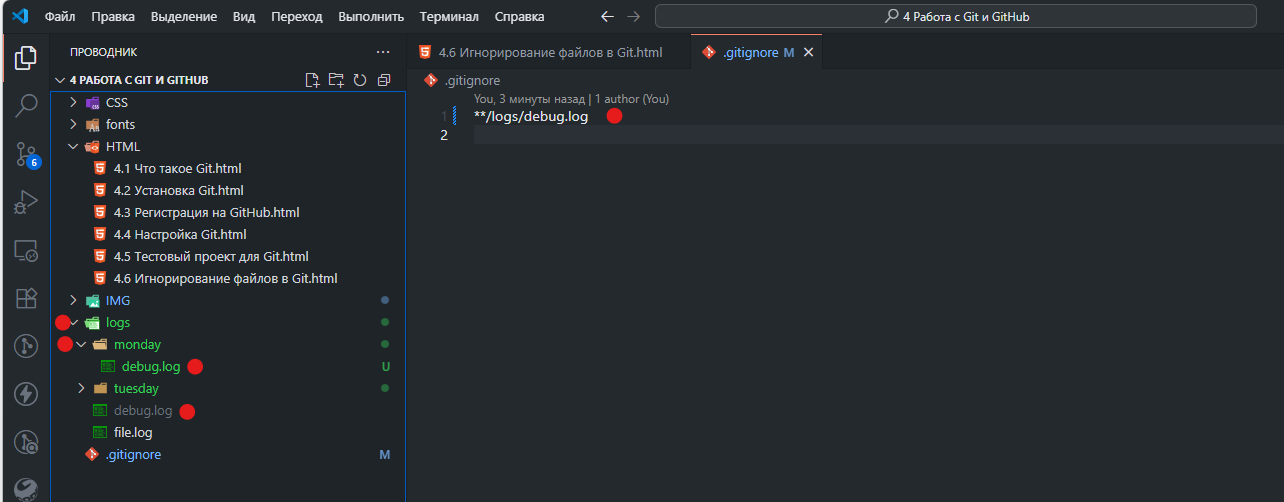 Файл Правка Выделение Вид Переход Выполнить Терминал Справка 4 Работа с Git и GitHub
ПРОВОДНИК
4 РАБОТА С GIT И GITHUB
CSS
fonts
HTML
4.1 Что такое Git.html
4.2 Установка Git.html
4.3 Регистрация на GitHub.html
4.4 Настройка Git.html
4.5 Тестовый проект для Git.html
4.6 Игнорирование файлов в Git.html
IMG
logs
monday
debug.log U
tuesday
debug.log
file.log
.gitignore M
6
4.6 Игнорирование файлов в Git.html .gitignore M
.gitignore
You, 3 минуты назад | 1 author (You)
1 **/logs/debug.log
2